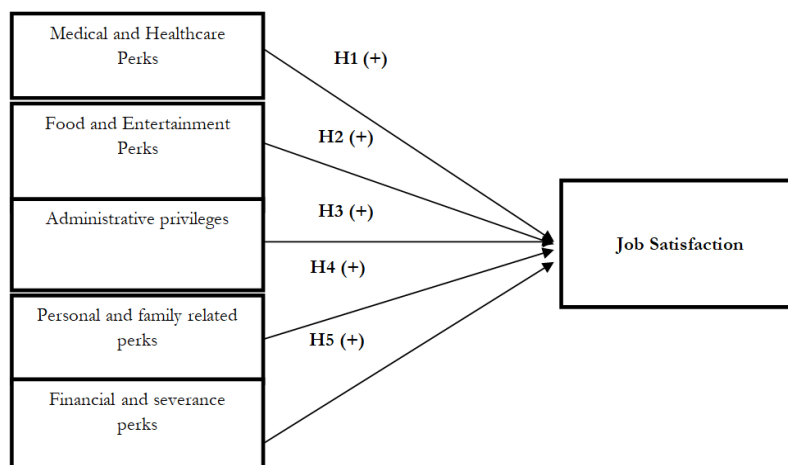 Medical and Healthcare
Perks
H1 (+)
Food and Entertainment
Perks
H2 (+)
Administrative privileges
H3 (+)
Job Satisfaction
H4 (+)
Personal and family related
perks
H5 (+)
Financial and severance
perks